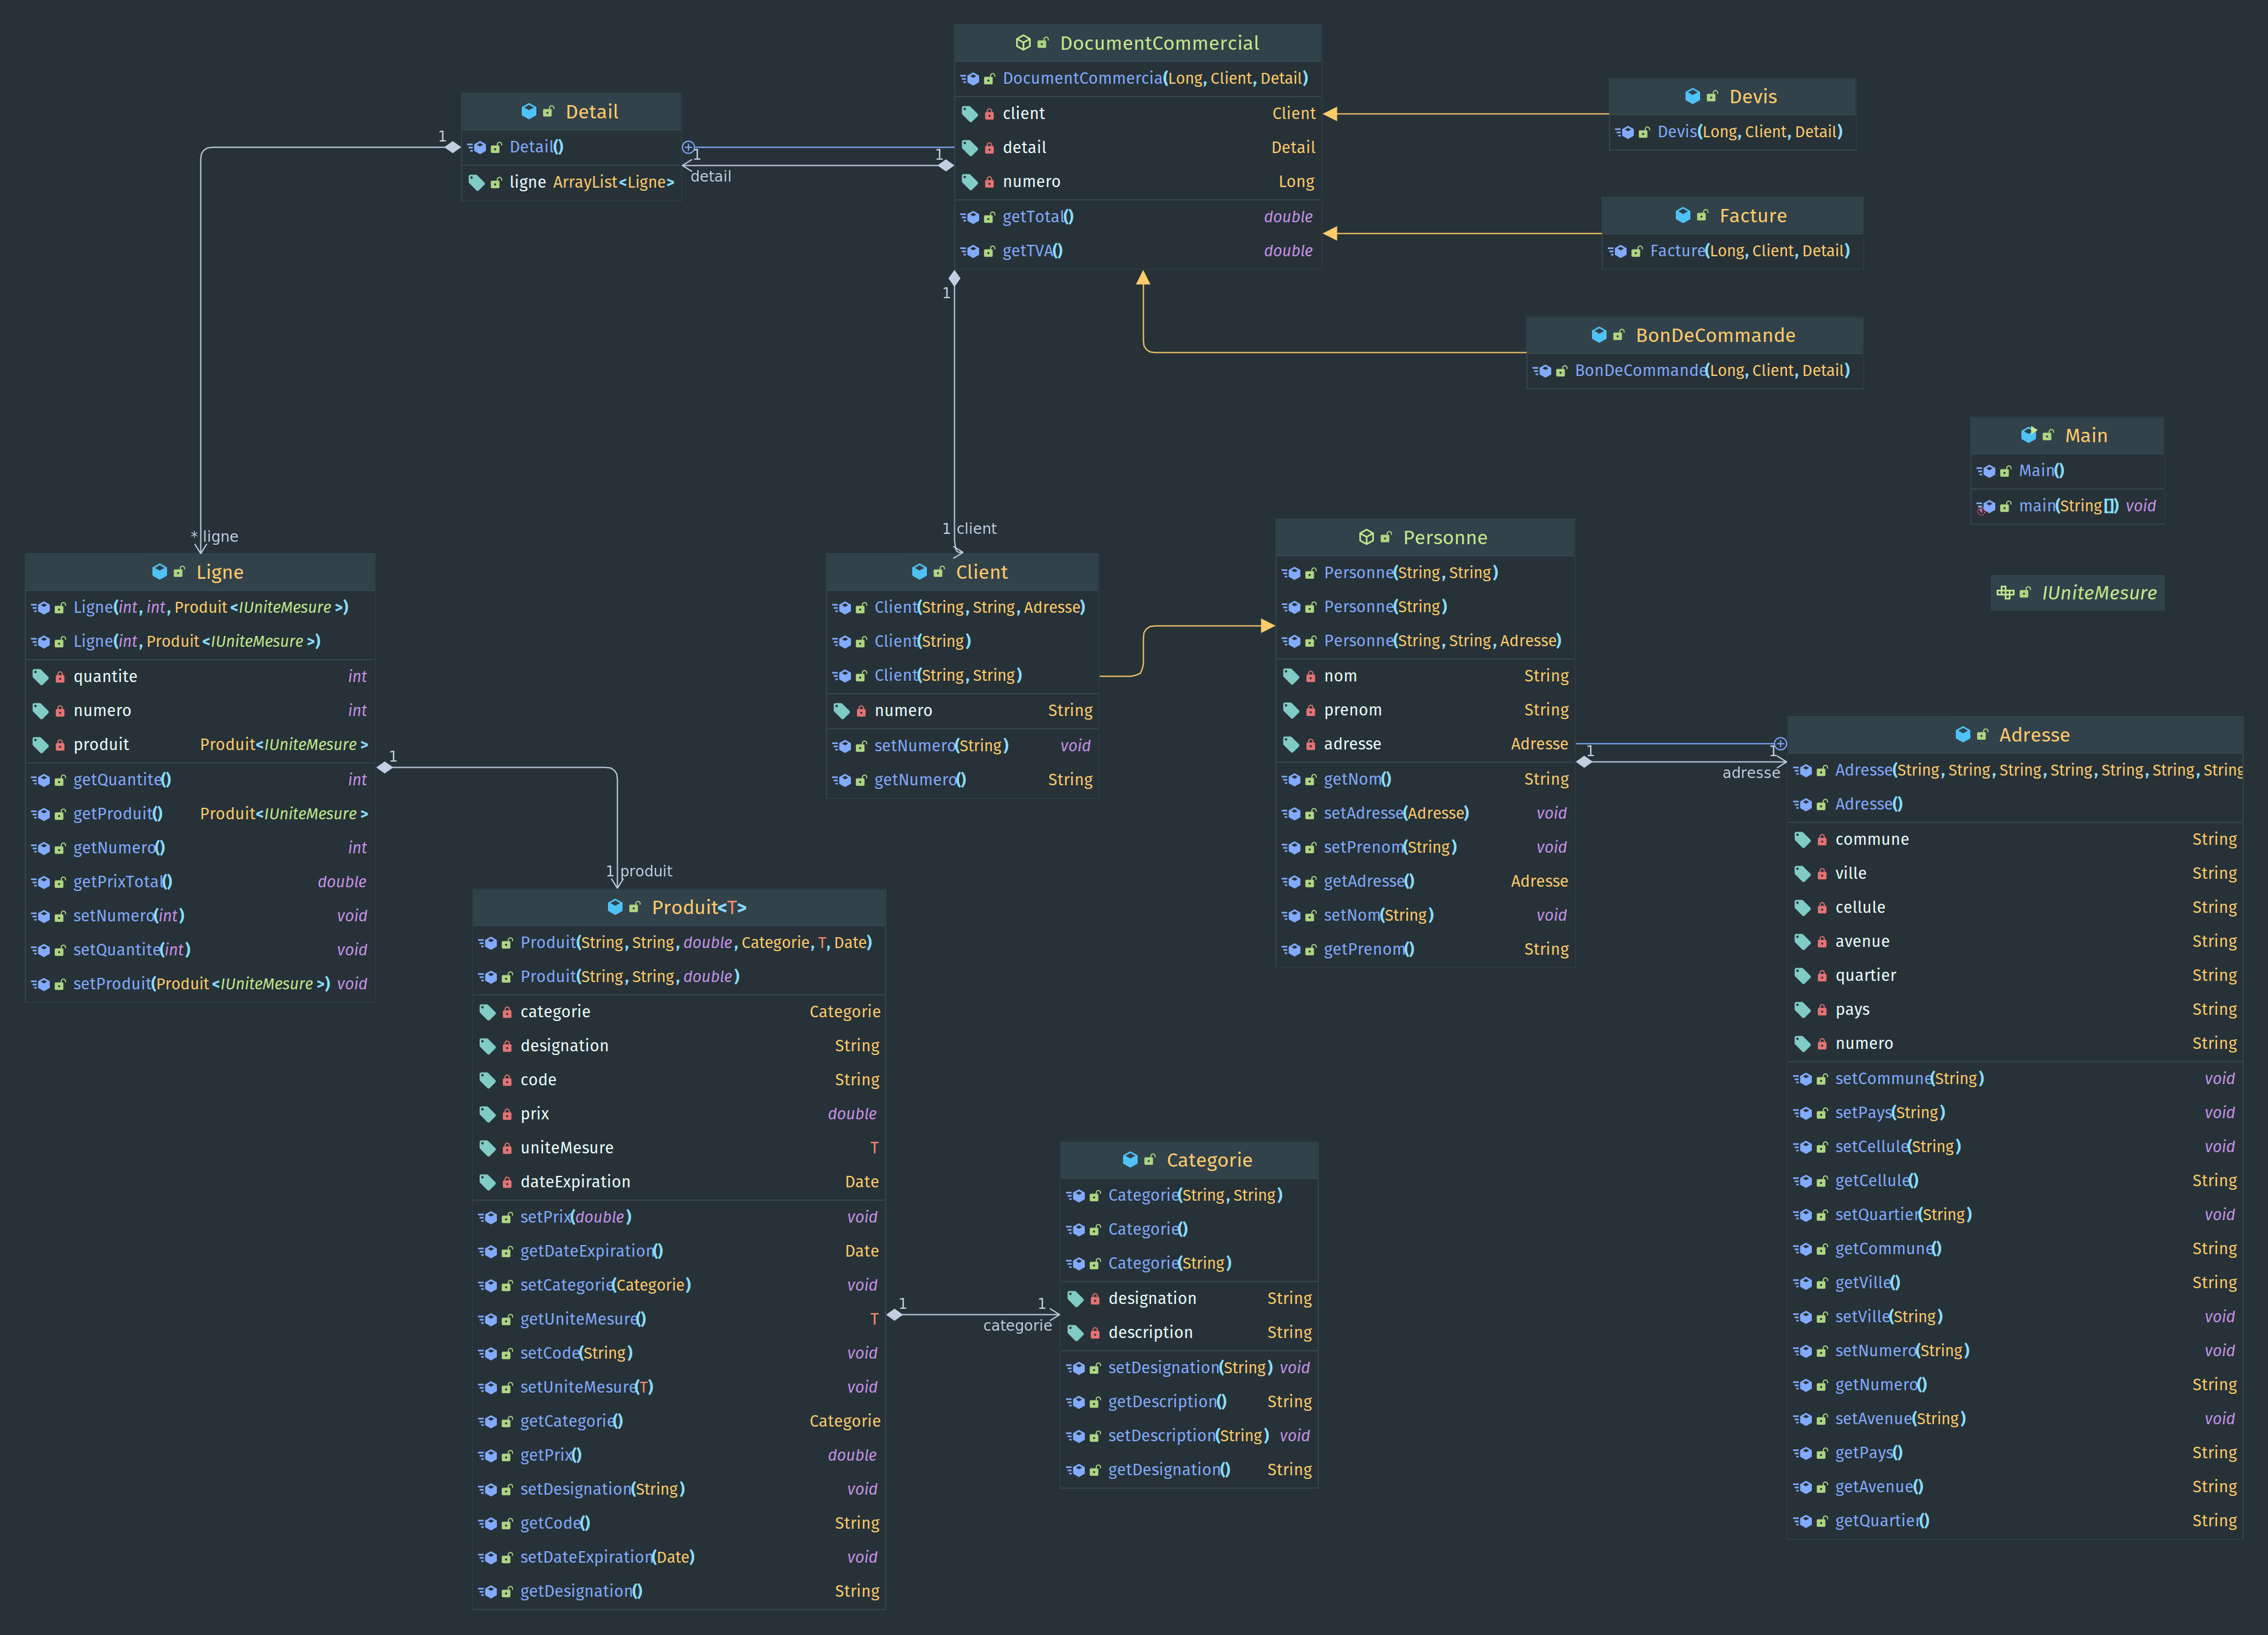 DocumentCommercial
DocumentCommercia(Long, Client, Detail)
client Client
detail Detail
numero Long
getTotal() double
getTVA() double
Detail
Detail()
ligne ArrayList<Ligne>
1
1
1
detail
Devis
Devis(Long, Client, Detail)
Facture
Facture(Long, Client, Detail)
1
BonDeCommande
BonDeCommande(Long, Client, Detail)
Main
Main()
main(String[]) void
IUniteMesure
* ligne
1 client
Ligne
Ligne(int, int, Produit<IUniteMesure>)
Ligne(int, Produit<IUniteMesure>)
quantite int
numero int
produit Produit<IUniteMesure>
getQuantite() int
getProduit() Produit<IUniteMesure>
getNumero() int
getPrixTotal() double
setNumero(int) void
setQuantite(int) void
setProduit(Produit<IUniteMesure>) void
1
1 produit
Client
Client(String, String, Adresse)
Client(String)
Client(String, String)
numero String
setNumero(String) void
getNumero() String
Personne
Personne(String, String)
Personne(String)
Personne(String, String, Adresse)
nom String
prenom String
adresse Adresse
getNom() String
setAdresse(Adresse) void
setPrenom(String) void
getAdresse() Adresse
setNom(String) void
getPrenom() String
1
1
adresse
Adresse
Adresse(String, String, String, String, String, String, String
Adresse()
commune String
ville String
cellule String
avenue String
quartier String
pays String
numero String
setCommune(String) void
setPays(String) void
setCellule(String) void
getCellule() String
setQuartier(String) void
getCommune() String
getVille() String
setVille(String) void
setNumero(String) void
getNumero() String
setAvenue(String) void
getPays() String
getAvenue() String
getQuartier() String
Produit<T>
Produit(String, String, double, Categorie, T, Date)
Produit(String, String, double)
categorie Categorie
designation String
code String
prix double
uniteMesure T
dateExpiration Date
setPrix(double) void
getDateExpiration() Date
setCategorie(Categorie) void
getUniteMesure() T
setCode(String) void
setUniteMesure(T) void
getCategorie() Categorie
getPrix() double
setDesignation(String) void
getCode() String
setDateExpiration(Date) void
getDesignation() String
1
1
categorie
Categorie
Categorie(String, String)
Categorie()
Categorie(String)
designation String
description String
setDesignation(String) void
getDescription() String
setDescription(String) void
getDesignation() String